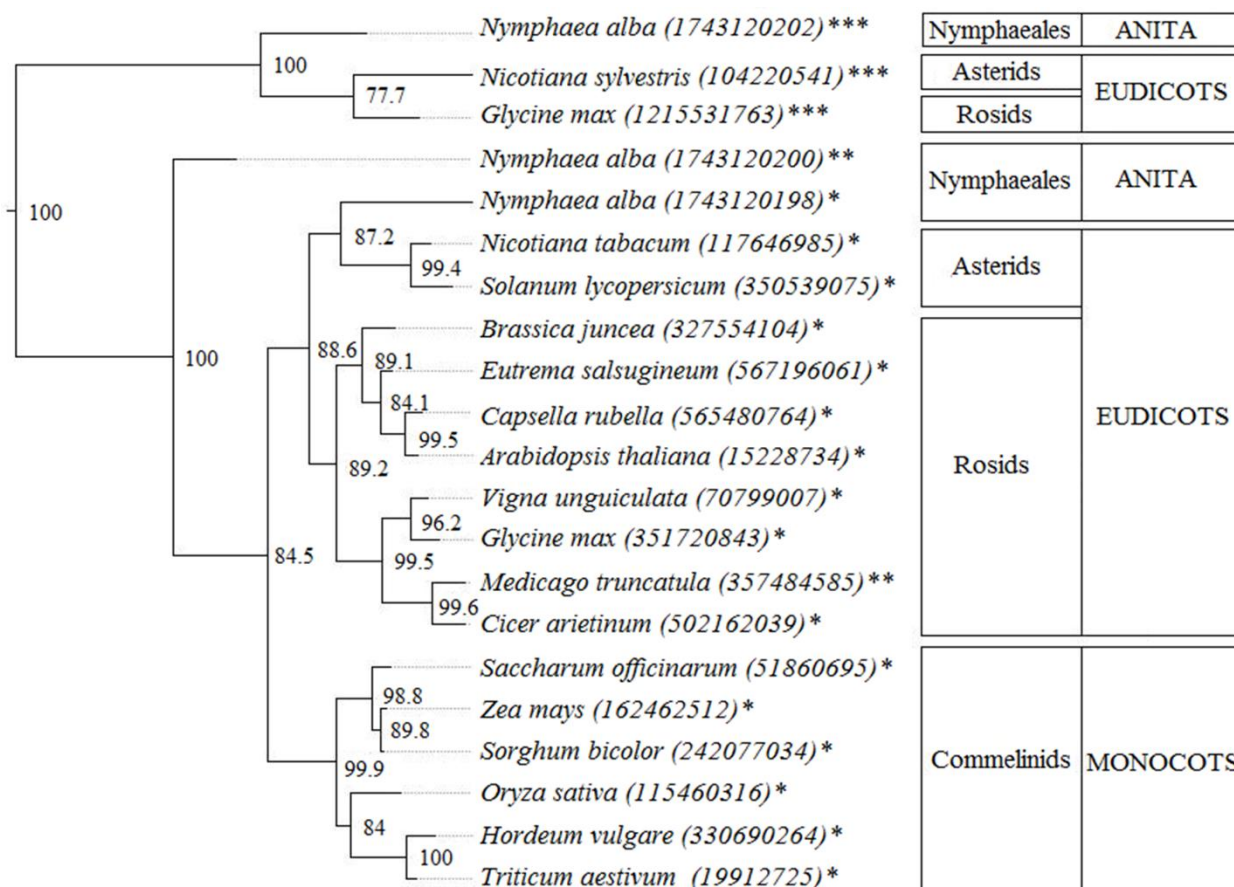 Nymphaea alba (1743120202)*** Nymphaeales ANITA
100
Nicotiana sylvestris (104220541)*** Asterids
77.7
EUDICOTS
Glycine max (1215531763)*** Rosids
Nymphaea alba (1743120200)**
Nymphaeales ANITA
100
Nymphaea alba (1743120198)*
87.2
Nicotiana tabacum (117646985)*
99.4
Asterids
Solanum lycopersicum (350539075)*
Brassica juncea (327554104)*
100
88.6
89.1
Eutrema salsugineum (567196061)*
84.1
Capsella rubella (565480764)*
EUDICOTS
99.5
Arabidopsis thaliana (15228734)*
89.2
Rosids
Vigna unguiculata (70799007)*
96.2
Glycine max (351720843)*
84.5
99.5
Medicago truncatula (357484585)**
99.6
Cicer arietinum (502162039)*
Saccharum officinarum (51860695)*
98.8
Zea mays (162462512)*
89.8
Sorghum bicolor (242077034)*
Commelinids MONOCOTS
99.9
Oryza sativa (115460316)*
84
Hordeum vulgare (330690264)*
100
Triticum aestivum (19912725)*